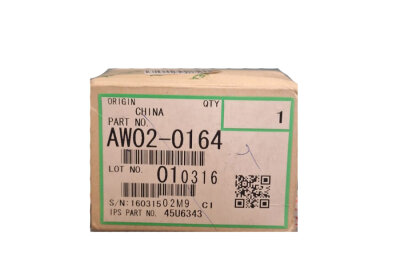 ORIGIN QTY
CHINA 1
PART NO.
AW02-0164
LOT NO. 010316
S/N:16031502M9 C1
IPS PART NO. 45U6343